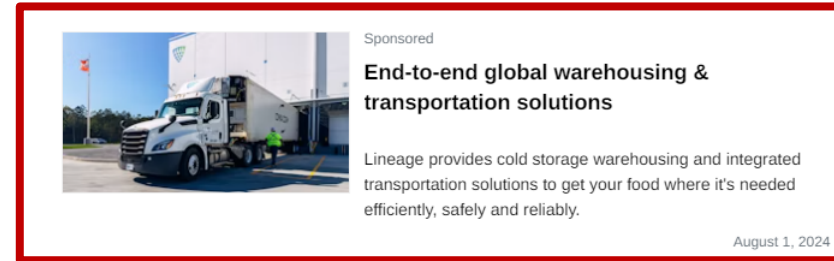 Sponsored
End-to-end global warehousing &
transportation solutions
Lineage provides cold storage warehousing and integrated
transportation solutions to get your food where it's needed
efficiently, safely and reliably.
August 1, 2024